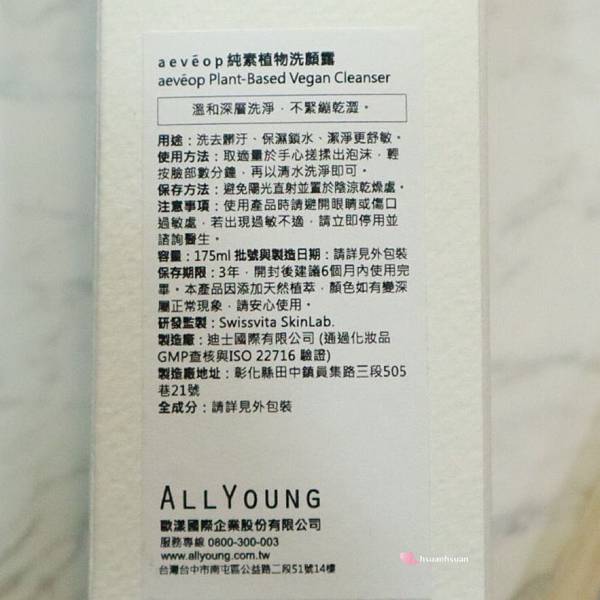 aevēop純素植物洗顏露
aevēop Plant-Based Vegan Cleanser
溫和深層洗淨，不緊繃乾澀。
用途：洗去髒汙、保濕鎖水、潔淨更舒敏。
使用方法：取適量於手心搓揉出泡沫，輕
按臉部數分鐘，再以清水洗淨即可。
保存方法：避免陽光直射並置於陰涼乾燥處。
注意事項：使用產品時請避開眼睛或傷口
過敏處，若出現過敏不適，請立即停用並
諮詢醫生。
容量：175ml 批號與製造日期：請詳見外包裝
保存期限：3年，開封後建議6個月內使用完
畢。本產品因添加天然植萃，顏色如有變深
屬正常現象，請安心使用。
研發監製：Swissvita SkinLab.
製造廠：迪士國際有限公司 (通過化妝品
GMP查核與ISO 22716 驗證)
製造廠地址：彰化縣田中鎮員集路三段505
巷21號
全成分：請詳見外包裝
ALLYOUNG
歐漾國際企業股份有限公司
服務專線 0800-300-003
www.allyoung.com.tw
台灣台中市南屯區公益路二段51號14樓
hsuanhsuan